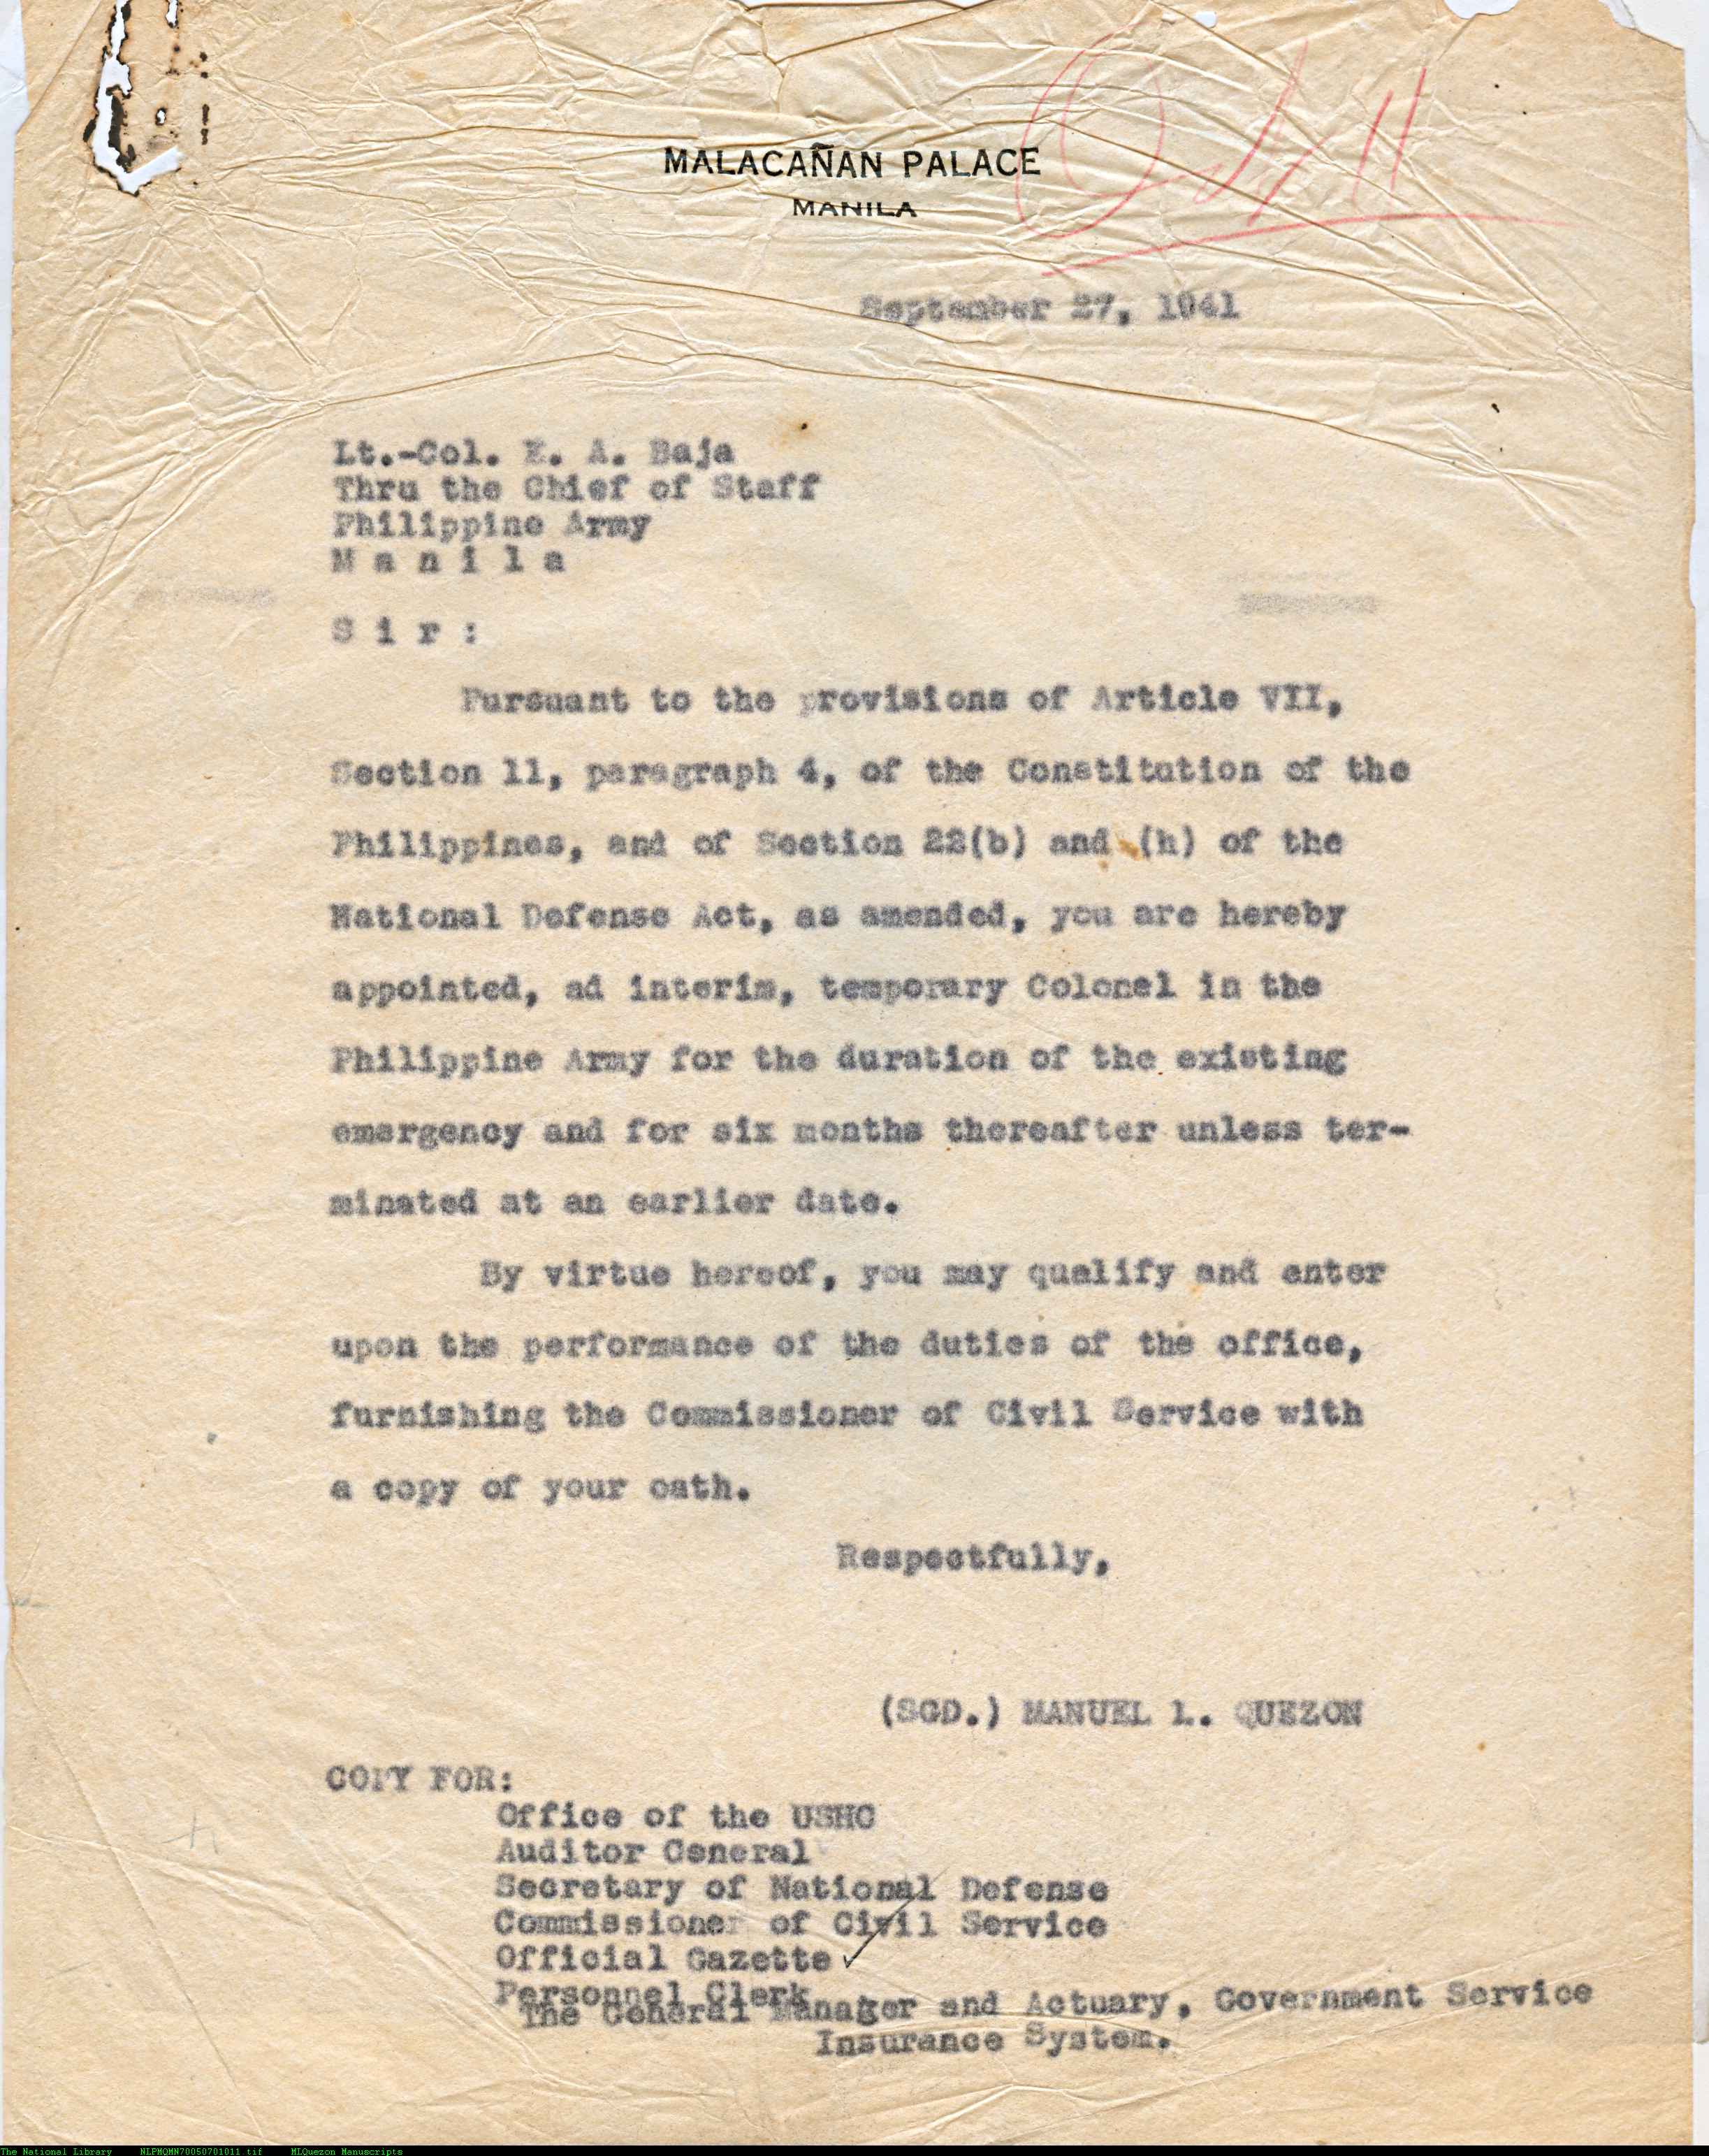 MALACAÑAN PALACE
MANILA
September 27, 1941
Lt.-Col. E. A. Baja
Thru the Chief of Staff
Philippine Army
M a n i l a
S i r :
Pursuant to the provisions of Article VII,
Section 11, paragraph 4, of the Constitution of the
Philippines, and of Section 22(b) and (h) of the
National Defense Act, as amended, you are hereby
appointed, ad interim, temporary Colonel in the
Philippine Army for the duration of the existing
emergency and for six months thereafter unless ter-
minated at an earlier date.
By virtue hereof, you may qualify and enter
upon the performance of the duties of the office,
furnishing the Commissioner of Civil Service with
a copy of your oath.
Respectfully,
(SGD.) MANUEL L. QUEZON
COPY FOR:
Office of the USHC
Auditor General
Secretary of National Defense
Commissioner of Civil Service
Official Gazette
Personnel Clerk
The General Manager and Actuary, Government Service
Insurance System.
The National Library NLPMQMN70050701011.tif MLQuezon Manuscripts